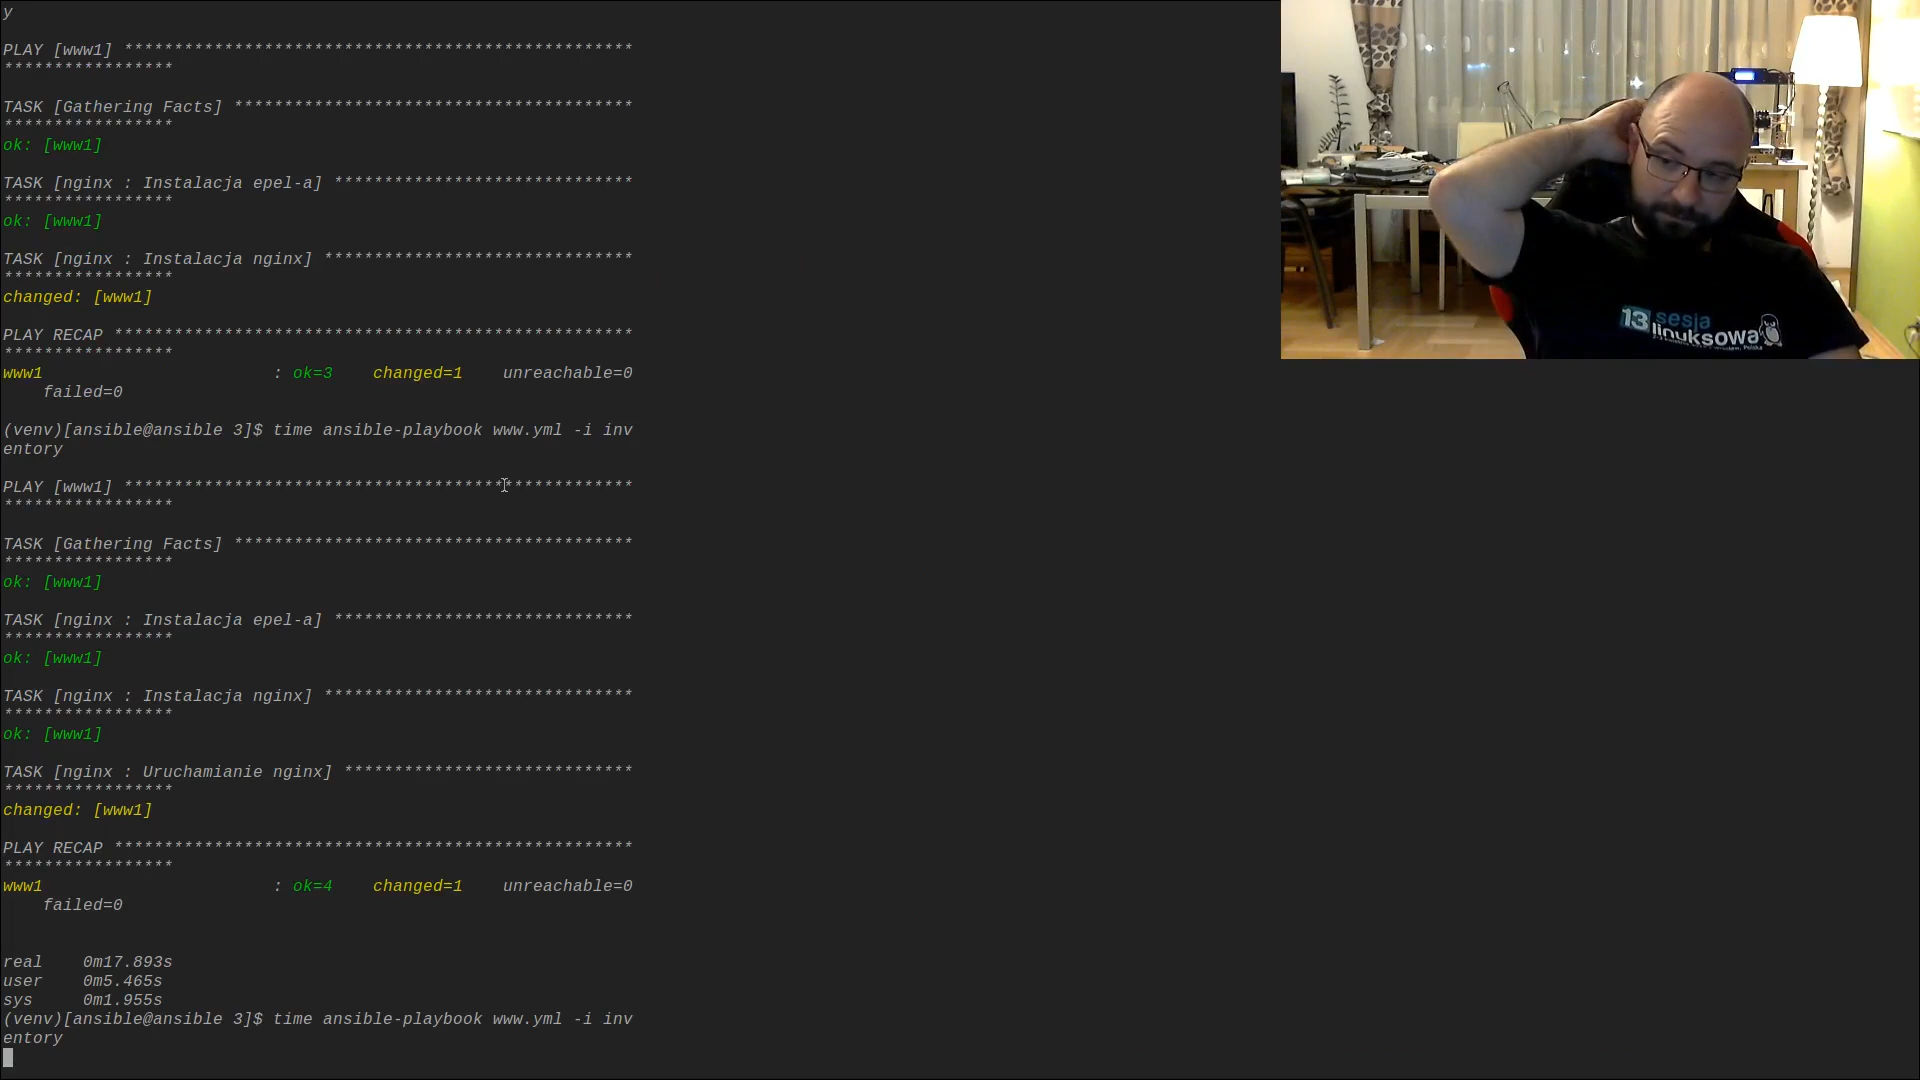 y
PLAY [www1] ***************************************************
*****************
TASK [Gathering Facts] ****************************************
*****************
ok: [www1]
TASK [nginx : Instalacja epel-a] ******************************
*****************
ok: [www1]
TASK [nginx : Instalacja nginx] *******************************
*****************
changed: [www1]
PLAY RECAP ****************************************************
*****************
www1                       : ok=3    changed=1    unreachable=0
    failed=0
(venv)[ansible@ansible 3]$ time ansible-playbook www.yml -i inv
entory
PLAY [www1] ***************************************************
*****************
TASK [Gathering Facts] ****************************************
*****************
ok: [www1]
TASK [nginx : Instalacja epel-a] ******************************
*****************
ok: [www1]
TASK [nginx : Instalacja nginx] *******************************
*****************
ok: [www1]
TASK [nginx : Uruchamianie nginx] *****************************
*****************
changed: [www1]
PLAY RECAP ****************************************************
*****************
www1                       : ok=4    changed=1    unreachable=0
    failed=0
real    0m17.893s
user    0m5.465s
sys     0m1.955s
(venv)[ansible@ansible 3]$ time ansible-playbook www.yml -i inv
entory
13 sesja
linuksowa
Polska